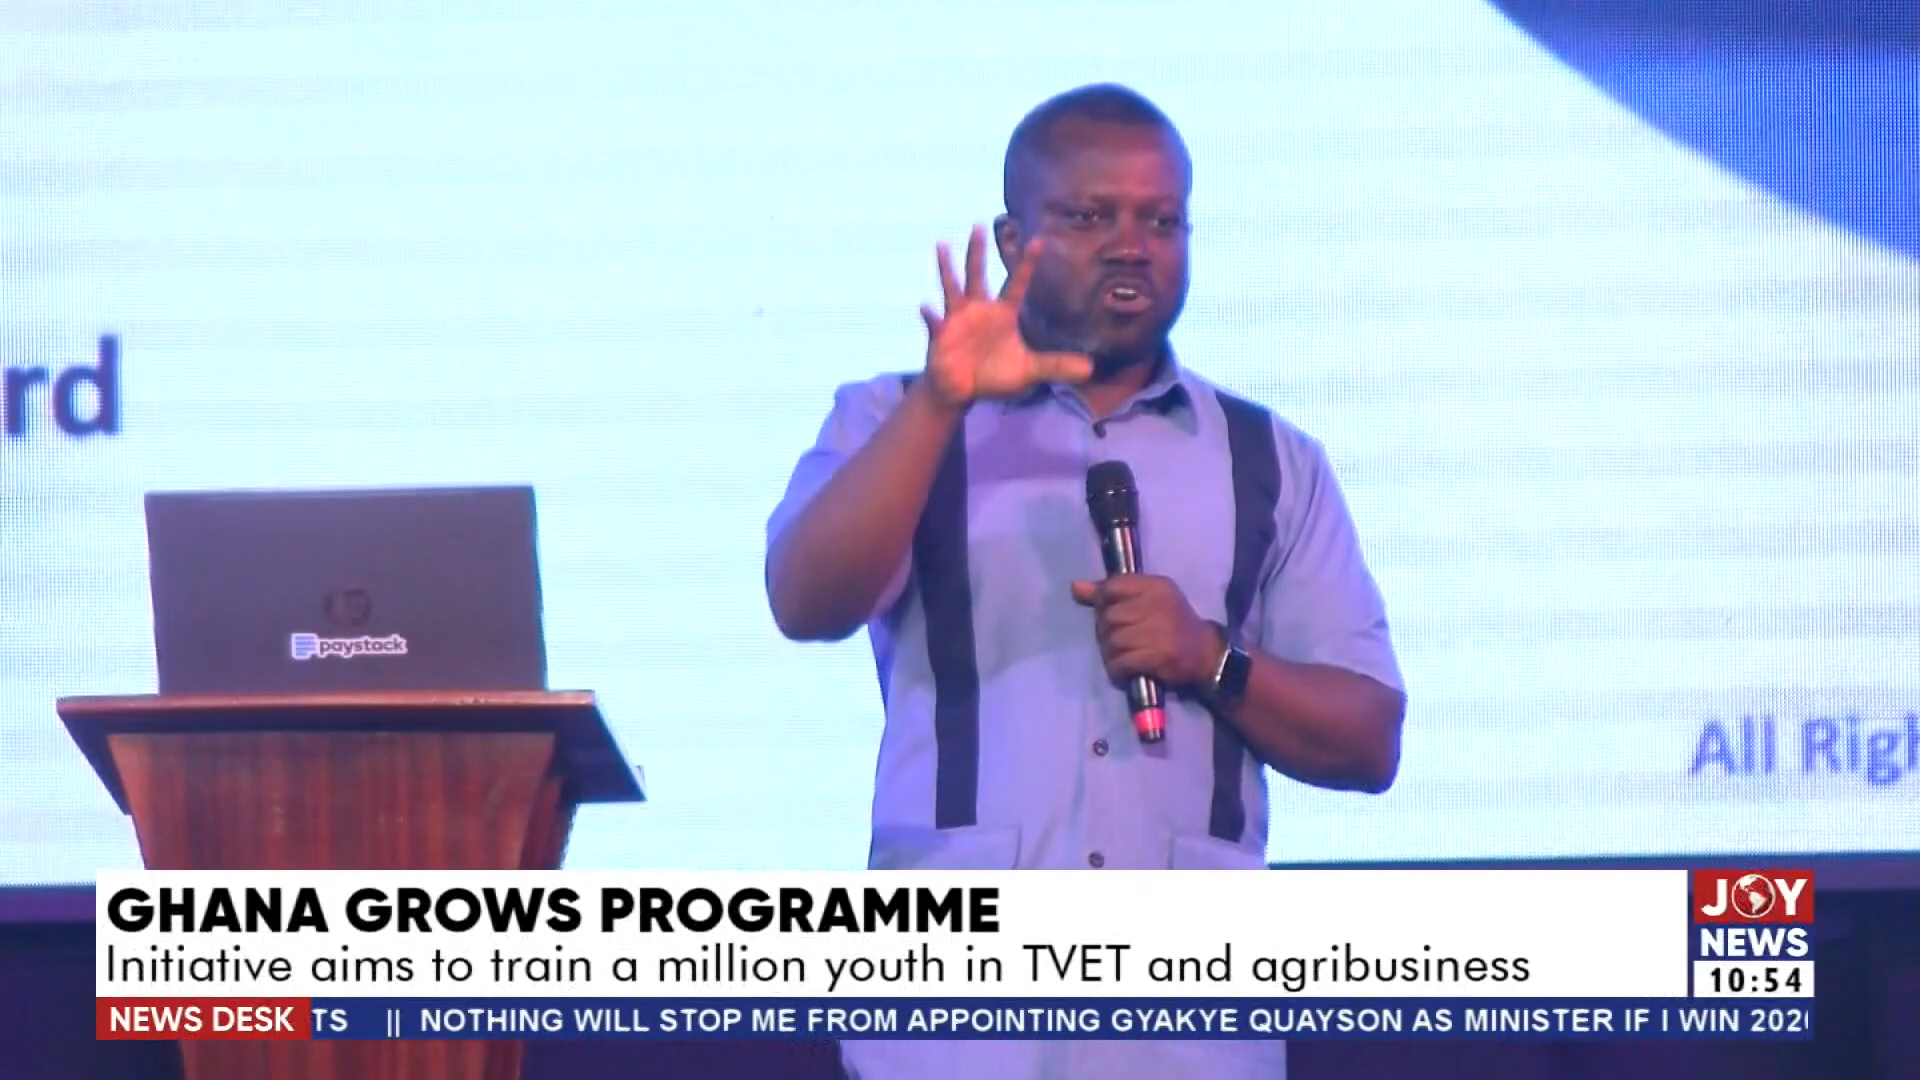 rd
paystack
All Righ
GHANA GROWS PROGRAMME
Initiative aims to train a million youth in TVET and agribusiness
JOY
NEWS
10:54
NEWS DESK
TS || NOTHING WILL STOP ME FROM APPOINTING GYAKYE QUAYSON AS MINISTER IF I WIN 202